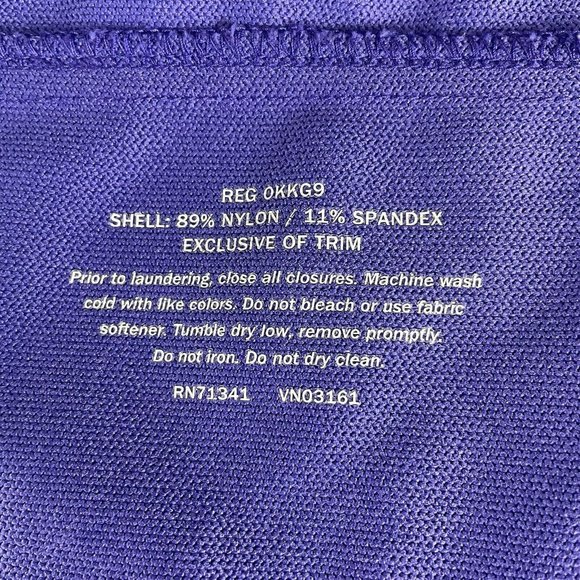 REG 0KKG9
SHELL: 89% NYLON / 11% SPANDEX
EXCLUSIVE OF TRIM
Prior to laundering, close all closures. Machine wash
cold with like colors. Do not bleach or use fabric
softener. Tumble dry low, remove promptly.
Do not iron. Do not dry clean.
RN71341 VN03161